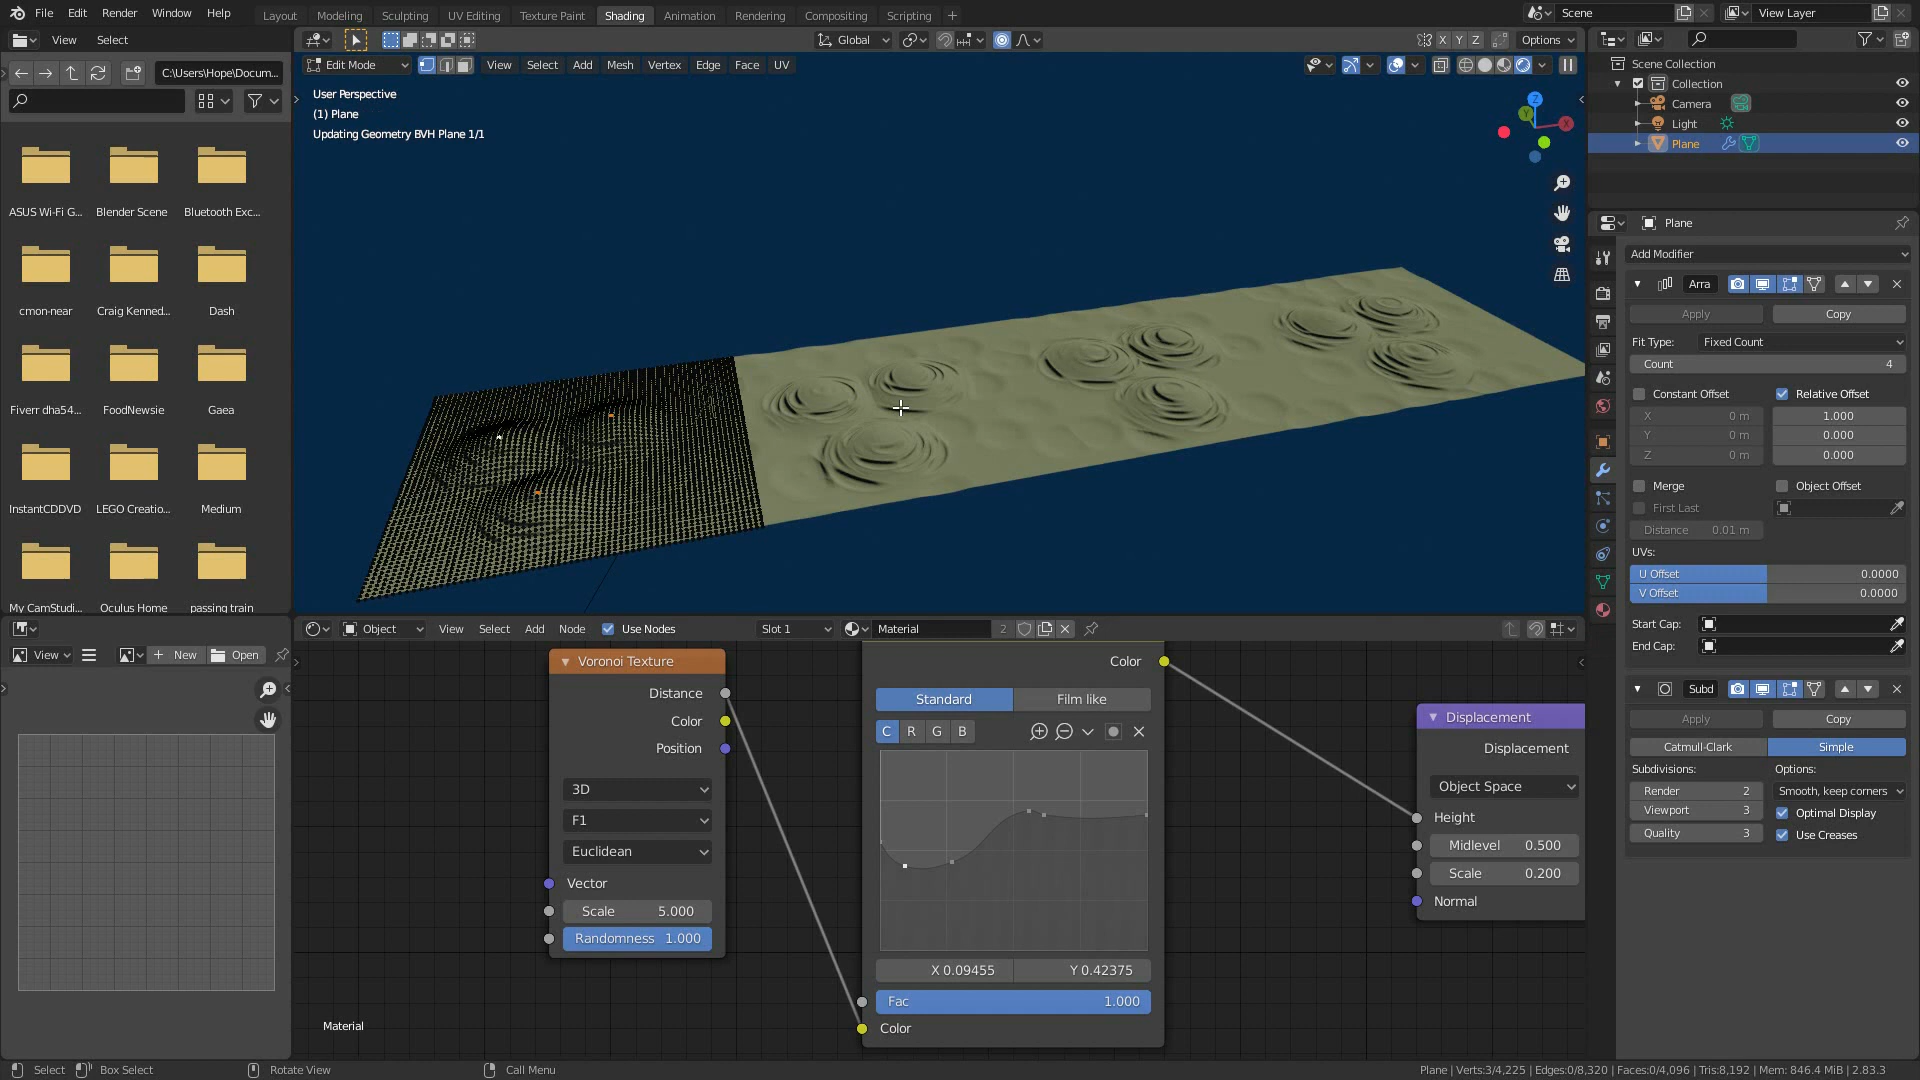 File Edit Render Window Help Layout Modeling Sculpting UV Editing Texture Paint Shading Animation Rendering Compositing Scripting + Scene View Layer
View Select
Global X Y Z Options
C:\Users\Hope\Docum...
Edit Mode View Select Add Mesh Vertex Edge Face UV
User Perspective
(1) Plane
Updating Geometry BVH Plane 1/1
Z
Y
X
ASUS Wi-Fi G... Blender Scene Bluetooth Exc...
cmon-near Craig Kenned... Dash
Fiverr dha54... FoodNewsie Gaea
InstantCDDVD LEGO Creatio... Medium
My CamStudi... Oculus Home passing train
Scene Collection
Collection
Camera
Light
Plane
Plane
Add Modifier
Arra
Apply Copy
Fit Type: Fixed Count
Count 4
Constant Offset Relative Offset
X 0 m 1.000
Y 0 m 0.000
Z 0 m 0.000
Merge Object Offset
First Last
Distance 0.01 m
UVs:
U Offset 0.0000
V Offset 0.0000
Start Cap:
End Cap:
Subd
Apply Copy
Catmull-Clark Simple
Subdivisions: Options:
Render 2 Smooth, keep corners
Viewport 3 Optimal Display
Quality 3 Use Creases
Object View Select Add Node Use Nodes Slot 1 Material 2
View New Open
Voronoi Texture
Distance
Color
Position
3D
F1
Euclidean
Vector
Scale 5.000
Randomness 1.000
Color
Standard Film like
C R G B
X 0.09455 Y 0.42375
Fac 1.000
Color
Displacement
Displacement
Object Space
Height
Midlevel 0.500
Scale 0.200
Normal
Material
Select Box Select Rotate View Call Menu Plane | Verts:3/4,225 | Edges:0/8,320 | Faces:0/4,096 | Tris:8,192 | Mem: 846.4 MiB | 2.83.3